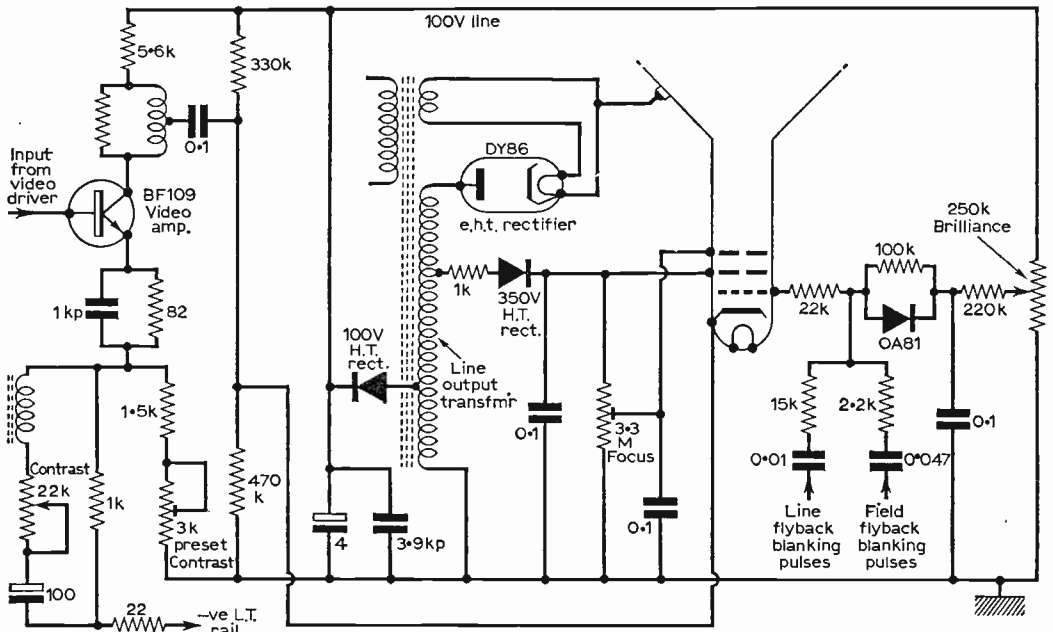 100V line
5·6k
330k
0·1
Input
from
video
driver
BF109
Video
amp.
1kp
82
DY86
e.h.t. rectifier
1k
350V
H.T.
rect.
100V
H.T.
rect.
Line
output
transfmr
250k
Brilliance
100k
22k
OA81
220k
1·5k
Contrast
22k
1k
3k
preset
Contrast
100
22
-ve L.T.
rail
470
k
4
3·9kp
0·1
3·3
M
Focus
0·1
15k
2·2k
0·01
0·047
0·1
Line
flyback
blanking
pulses
Field
flyback
blanking
pulses